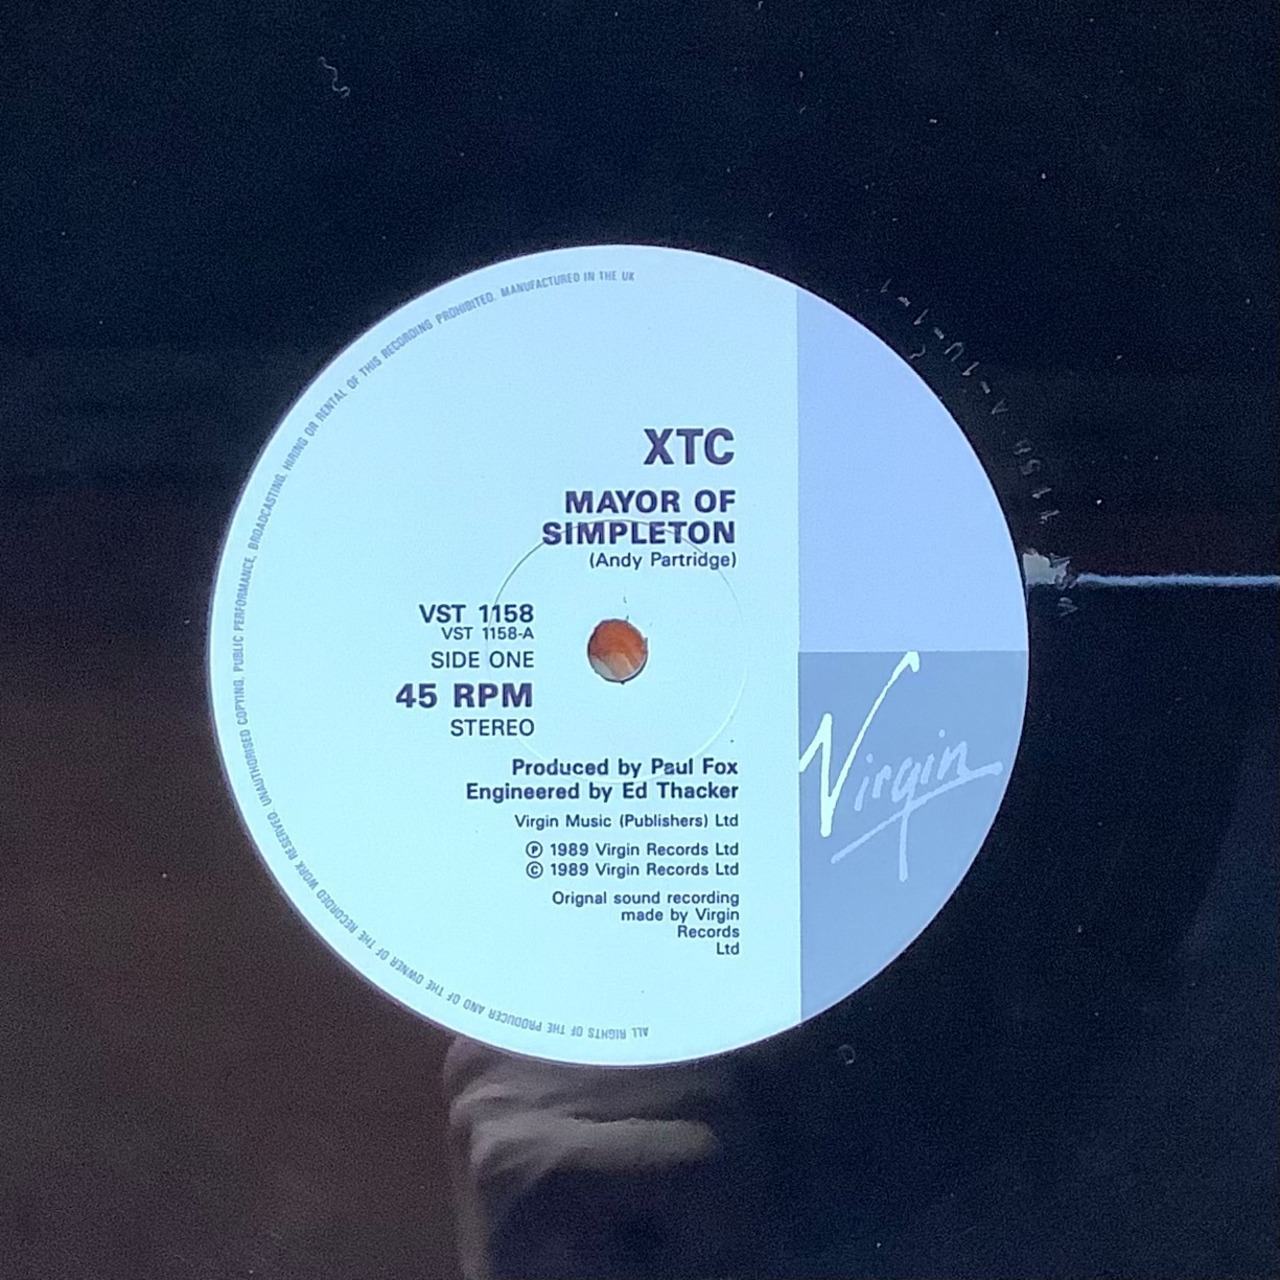 XTC
MAYOR OF
SIMPLETON
(Andy Partridge)
VST 1158
VST 1158-A
SIDE ONE
45 RPM
STEREO
Produced by Paul Fox
Engineered by Ed Thacker
Virgin Music (Publishers) Ltd
℗ 1989 Virgin Records Ltd
© 1989 Virgin Records Ltd
Orignal sound recording
made by Virgin
Records
Ltd
Virgin
ALL RIGHTS OF THE PRODUCER AND OF THE OWNER OF THE RECORDED WORK RESERVED. UNAUTHORISED COPYING, PUBLIC PERFORMANCE, BROADCASTING, HIRING OR RENTAL OF THIS RECORDING PROHIBITED. MANUFACTURED IN THE UK